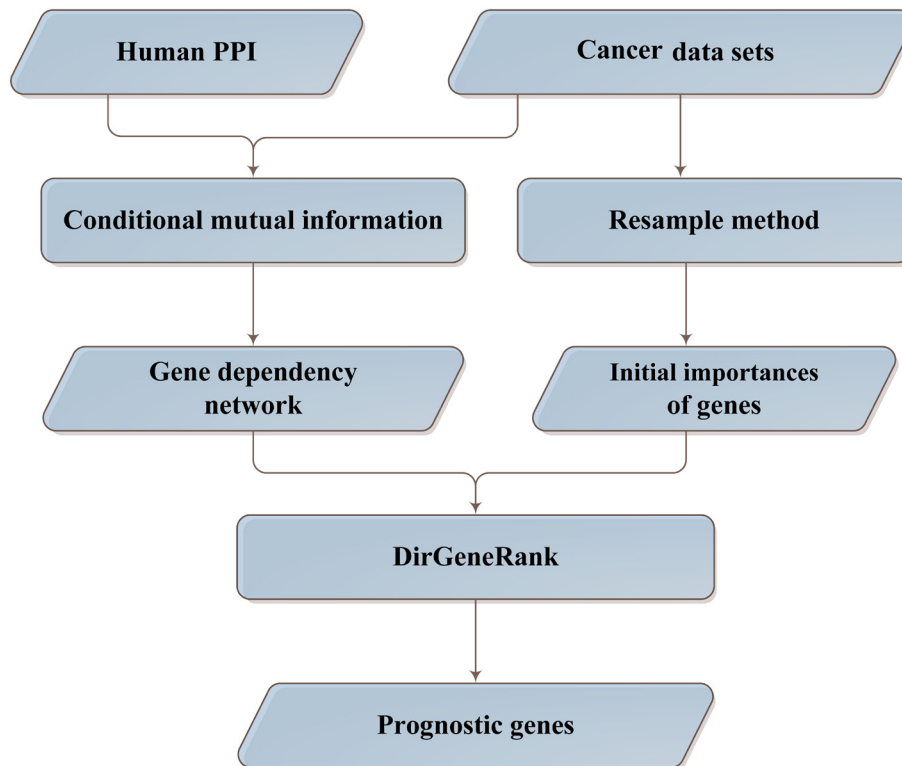 Human PPI
Cancer data sets
Conditional mutual information
Resample method
Gene dependency
network
Initial importances
of genes
DirGeneRank
Prognostic genes